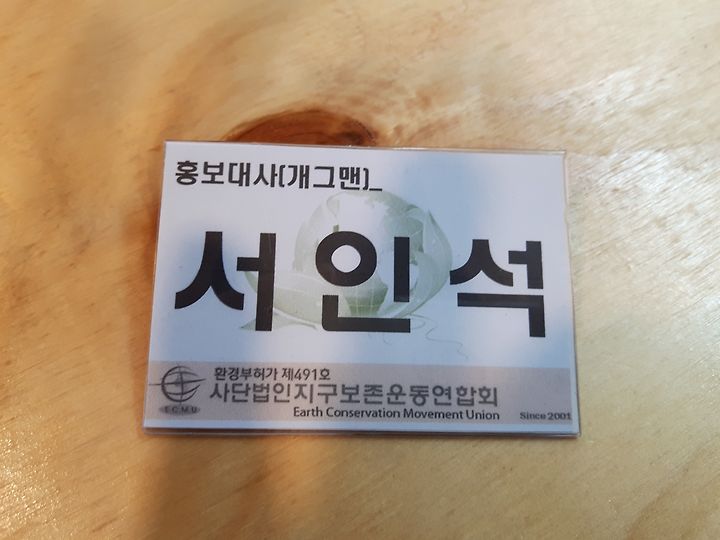 홍보대사(개그맨)_
서인석
환경부허가 제491호
사단법인지구보존운동연합회
Earth Conservation Movement Union
Since 2001
E.C.M.U